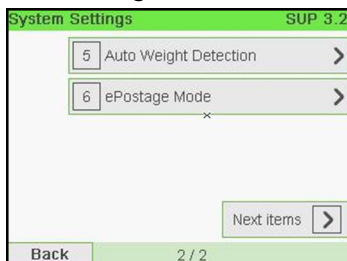 System Settings SUP 3.2
5 Auto Weight Detection >
6 ePostage Mode >
Next items >
Back 2 / 2